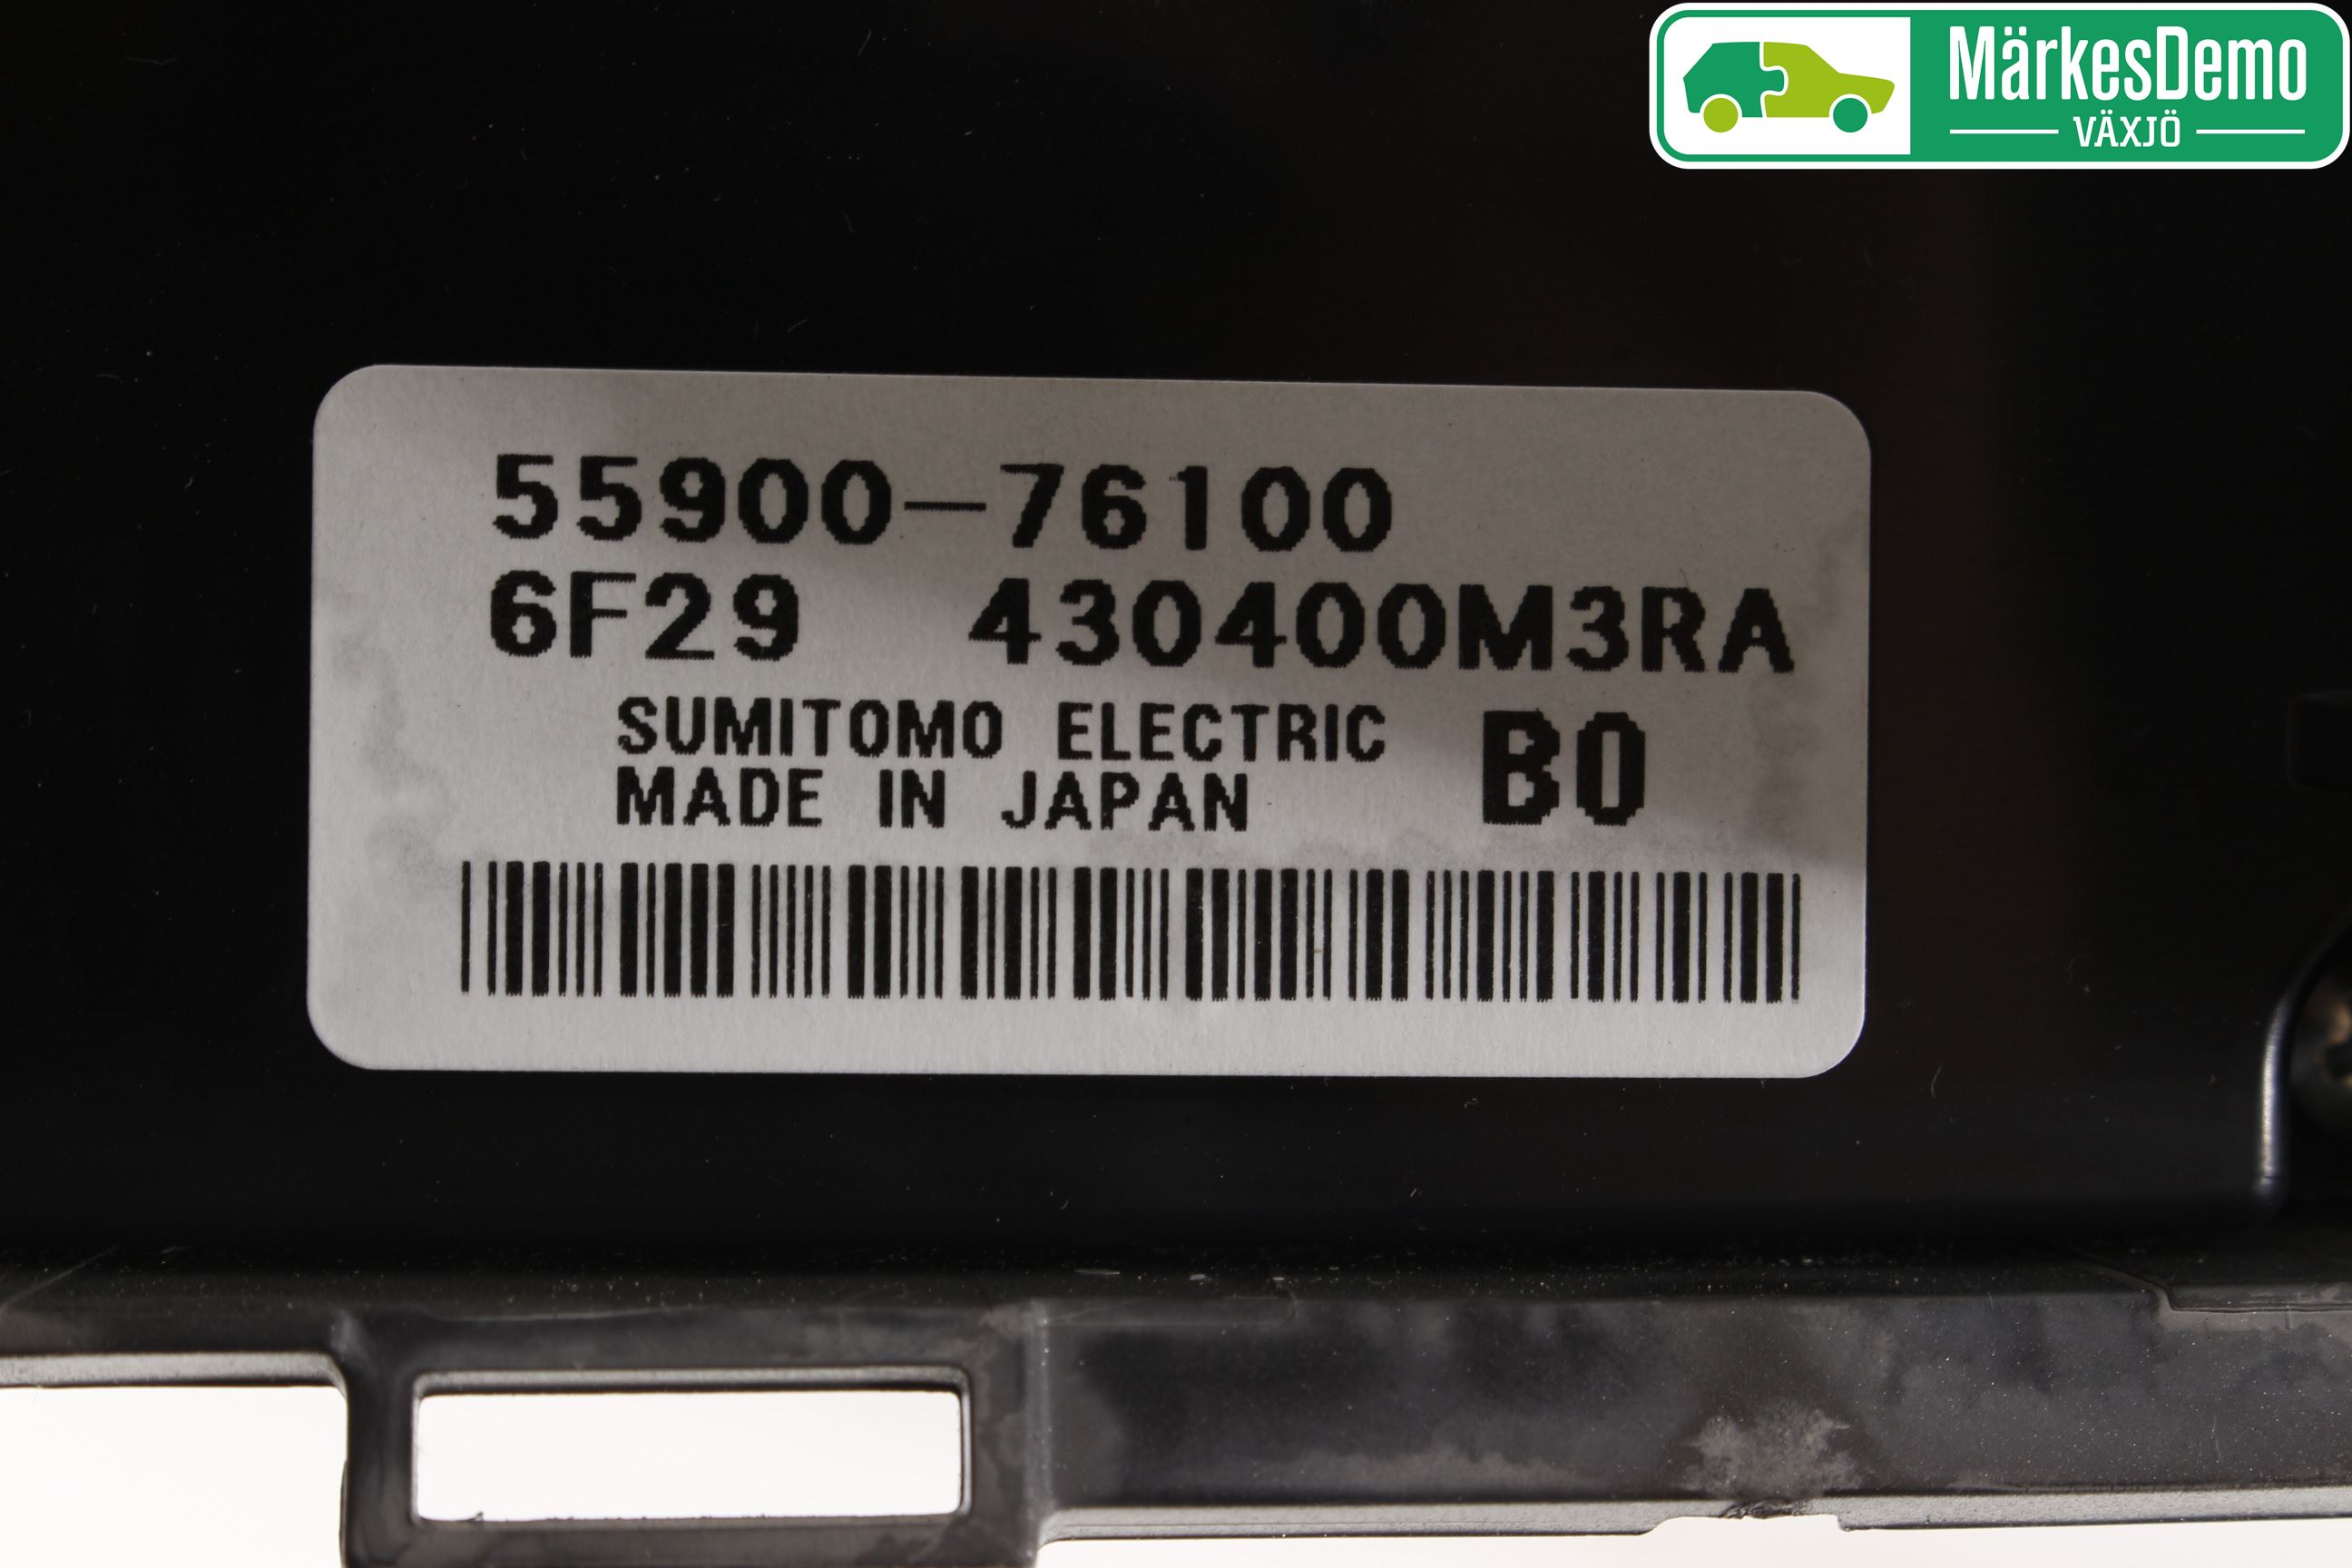 MärkesDemo
VÄXJÖ
55900-76100
6F29 430400M3RA
SUMITOMO ELECTRIC B0
MADE IN JAPAN